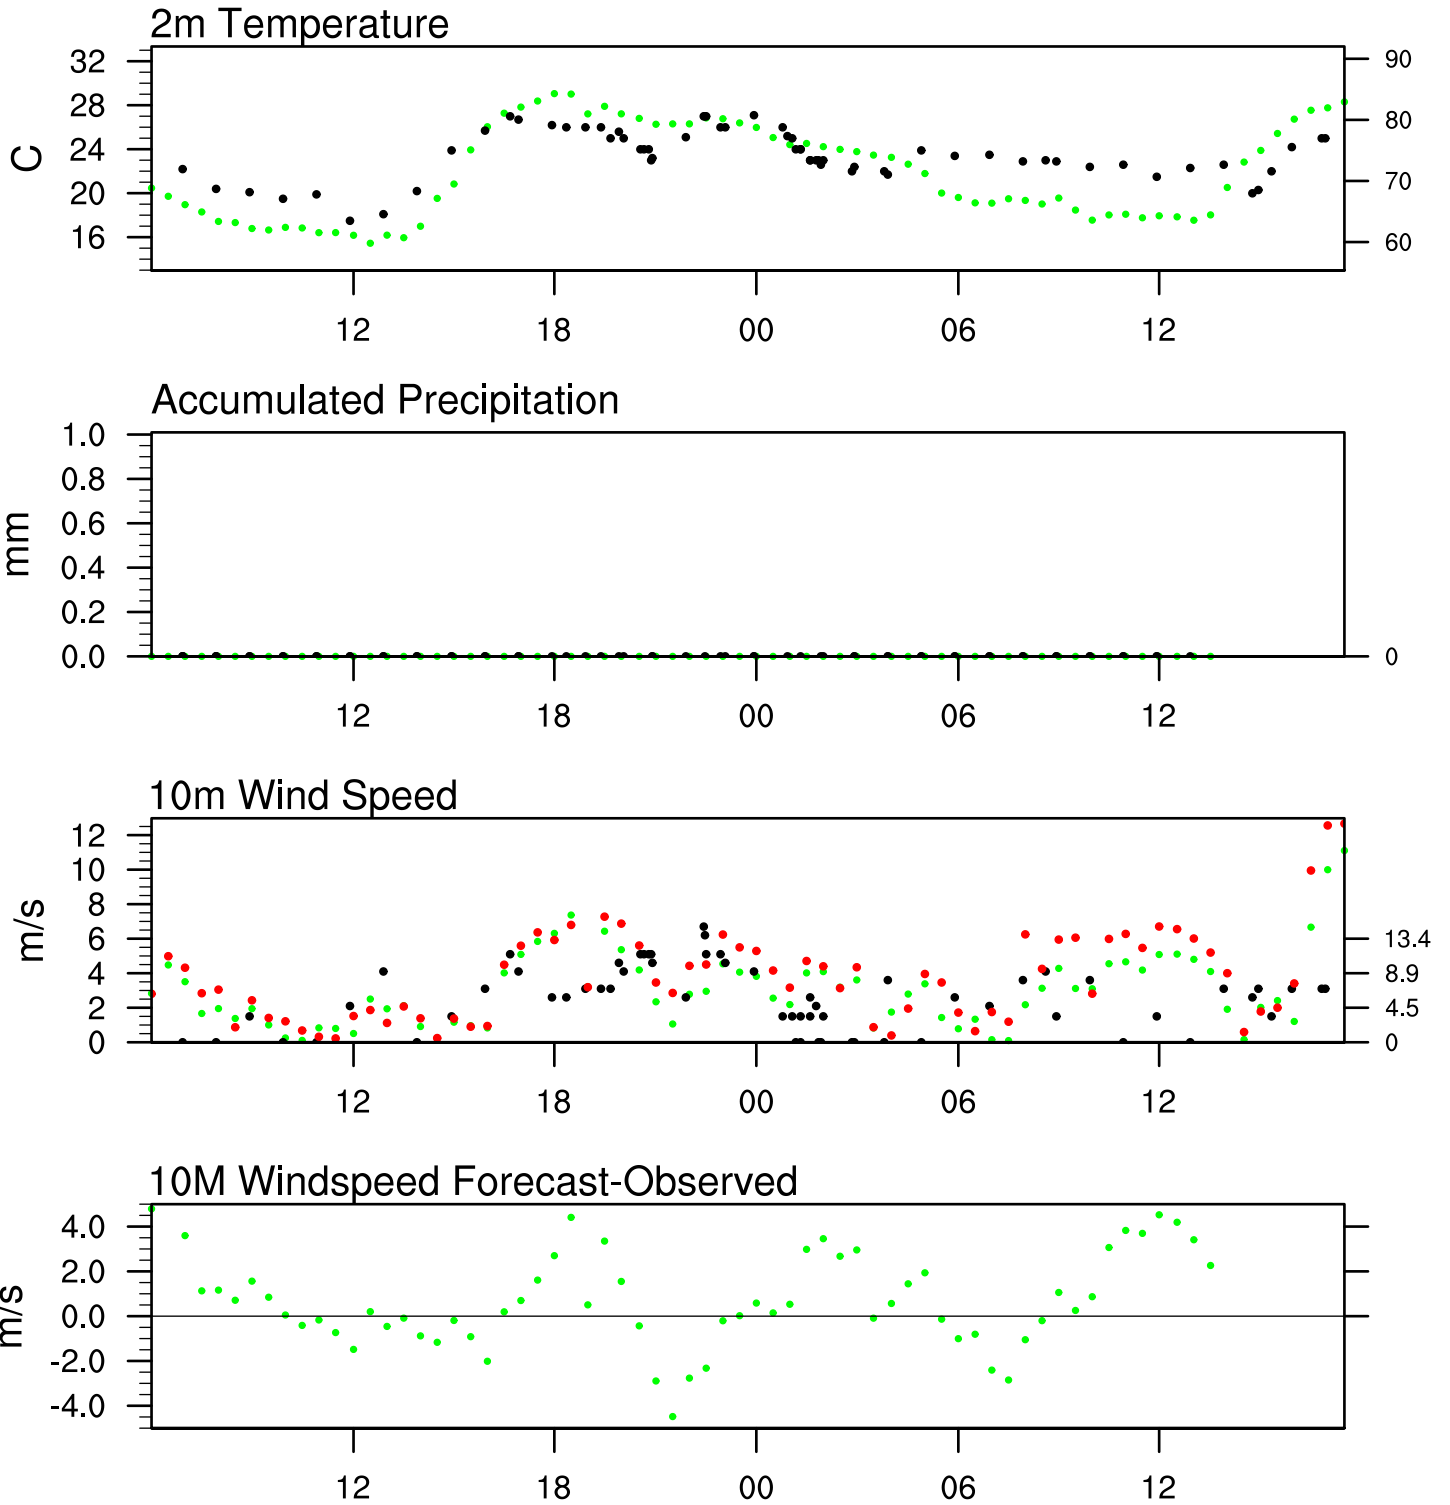 2m Temperature
32
28
24
20
16
C
90
80
70
60
12 18 00 06 12
Accumulated Precipitation
1.0
0.8
0.6
0.4
0.2
0.0
mm
0
12 18 00 06 12
10m Wind Speed
12
10
8
6
4
2
0
m/s
13.4
8.9
4.5
0
12 18 00 06 12
10M Windspeed Forecast-Observed
4.0
2.0
0.0
-2.0
-4.0
m/s
12 18 00 06 12